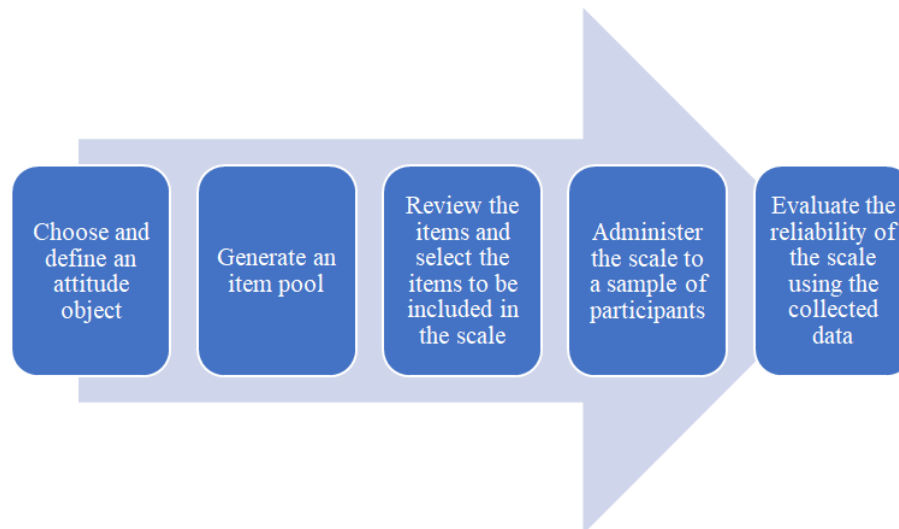 Choose and
define an
attitude
object
Generate an
item pool
Review the
items and
select the
items to be
included in
the scale
Administer
the scale to
a sample of
participants
Evaluate the
reliability of
the scale
using the
collected
data